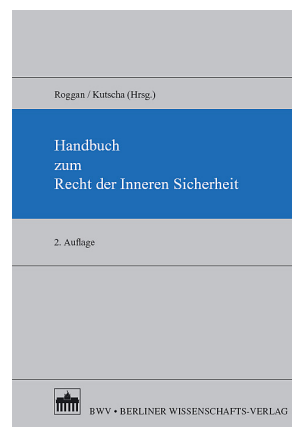 Roggan / Kutscha (Hrsg.)
Handbuch
zum
Recht der Inneren Sicherheit
2. Auflage
BWV • BERLINER WISSENSCHAFTS-VERLAG